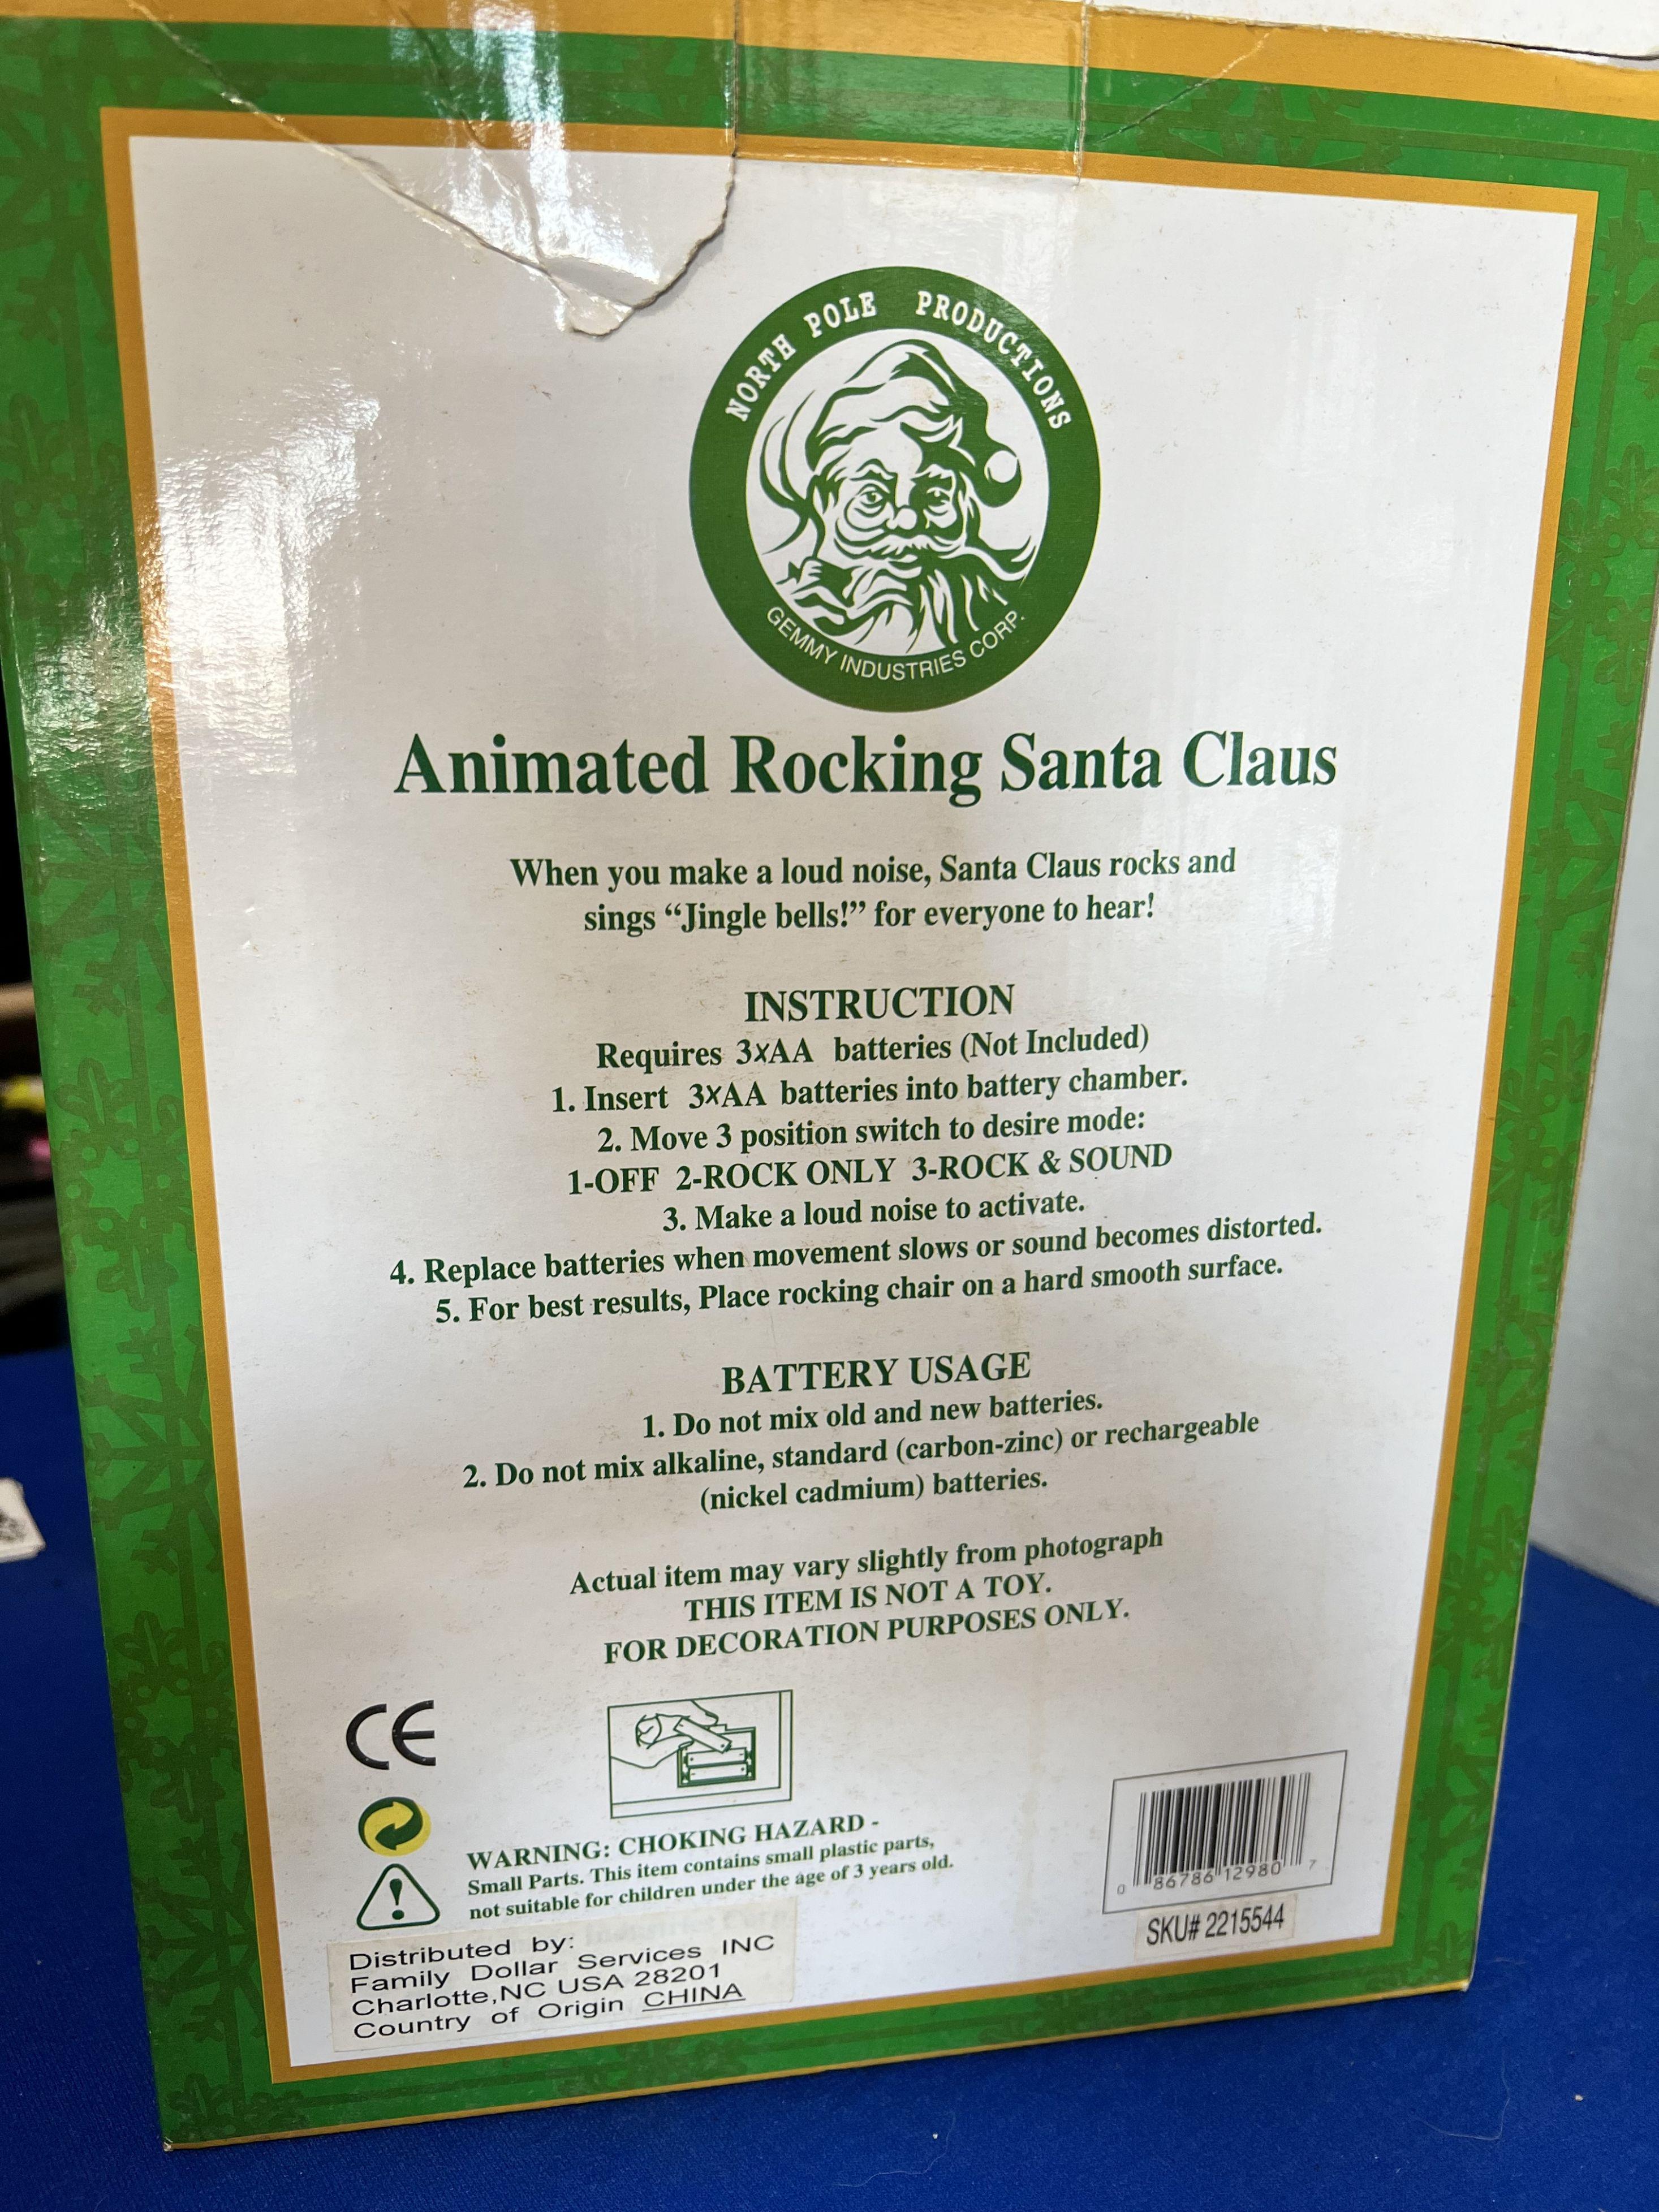 NORTH POLE PRODUCTIONS
GEMMY INDUSTRIES CORP.
Animated Rocking Santa Claus
When you make a loud noise, Santa Claus rocks and
sings “Jingle bells!” for everyone to hear!
INSTRUCTION
Requires 3xAA batteries (Not Included)
1. Insert 3xAA batteries into battery chamber.
2. Move 3 position switch to desire mode:
1-OFF 2-ROCK ONLY 3-ROCK & SOUND
3. Make a loud noise to activate.
4. Replace batteries when movement slows or sound becomes distorted.
5. For best results, Place rocking chair on a hard smooth surface.
BATTERY USAGE
1. Do not mix old and new batteries.
2. Do not mix alkaline, standard (carbon-zinc) or rechargeable
(nickel cadmium) batteries.
Actual item may vary slightly from photograph
THIS ITEM IS NOT A TOY.
FOR DECORATION PURPOSES ONLY.
CE
WARNING: CHOKING HAZARD -
Small Parts. This item contains small plastic parts,
not suitable for children under the age of 3 years old.
Distributed by:
Family Dollar Services INC
Charlotte,NC USA 28201
Country of Origin CHINA
0 86786 12980 7
SKU# 2215544